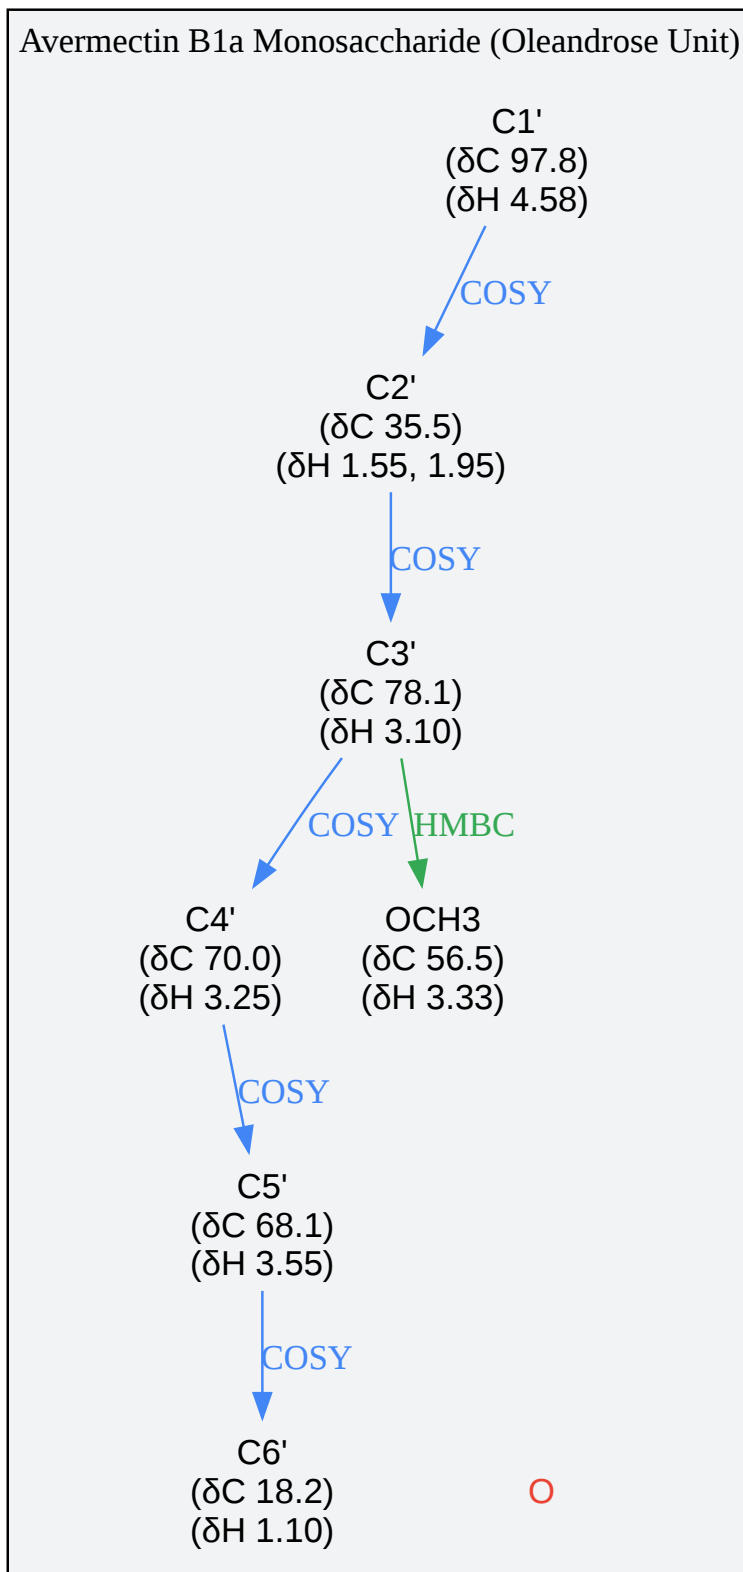 Avermectin B1a Monosaccharide (Oleandrose Unit)
C1'
(δC 97.8)
(δH 4.58)
COSY
C2'
(δC 35.5)
(δH 1.55, 1.95)
COSY
C3'
(δC 78.1)
(δH 3.10)
COSY
HMBC
C4'
(δC 70.0)
(δH 3.25)
OCH3
(δC 56.5)
(δH 3.33)
COSY
C5'
(δC 68.1)
(δH 3.55)
COSY
C6'
(δC 18.2)
(δH 1.10)
O